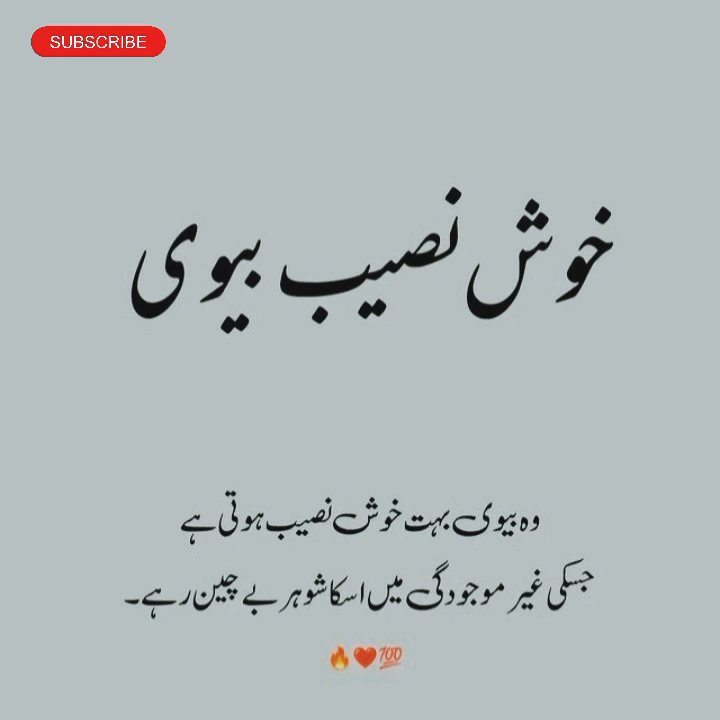 SUBSCRIBE
خوش نصیب بیوی
وہ بیوی بہت خوش نصیب ہوتی ہے
جسکی غیر موجودگی میں اسکا شوہر بے چین رہے۔
🔥❤️💯